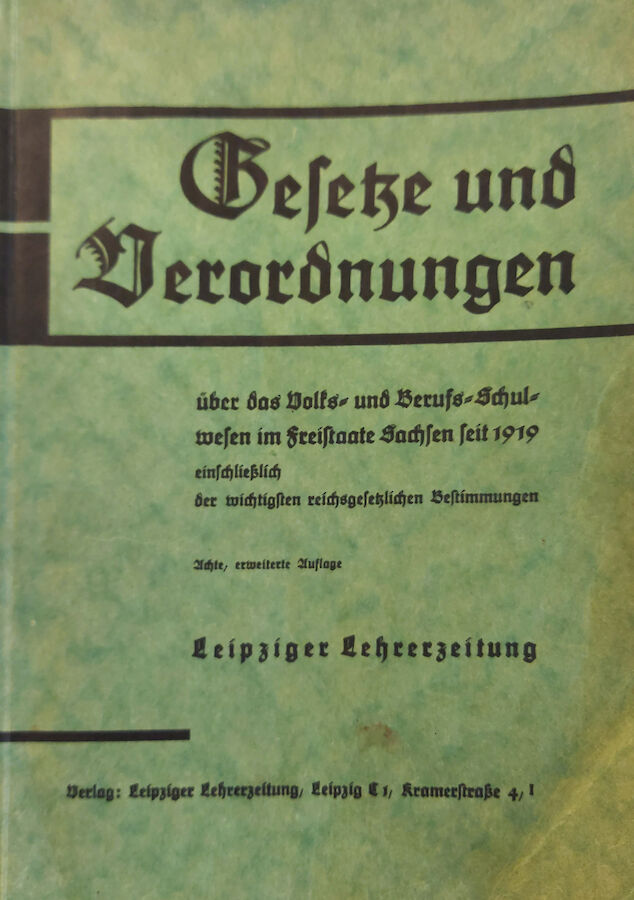 Gesetze und
Verordnungen
über das Volks- und Berufs-Schul-
wesen im Freistaate Sachsen seit 1919
einschließlich
der wichtigsten reichsgesetzlichen Bestimmungen
Achte, erweiterte Auflage
Leipziger Lehrerzeitung
Verlag: Leipziger Lehrerzeitung, Leipzig C 1, Kramerstraße 4, I